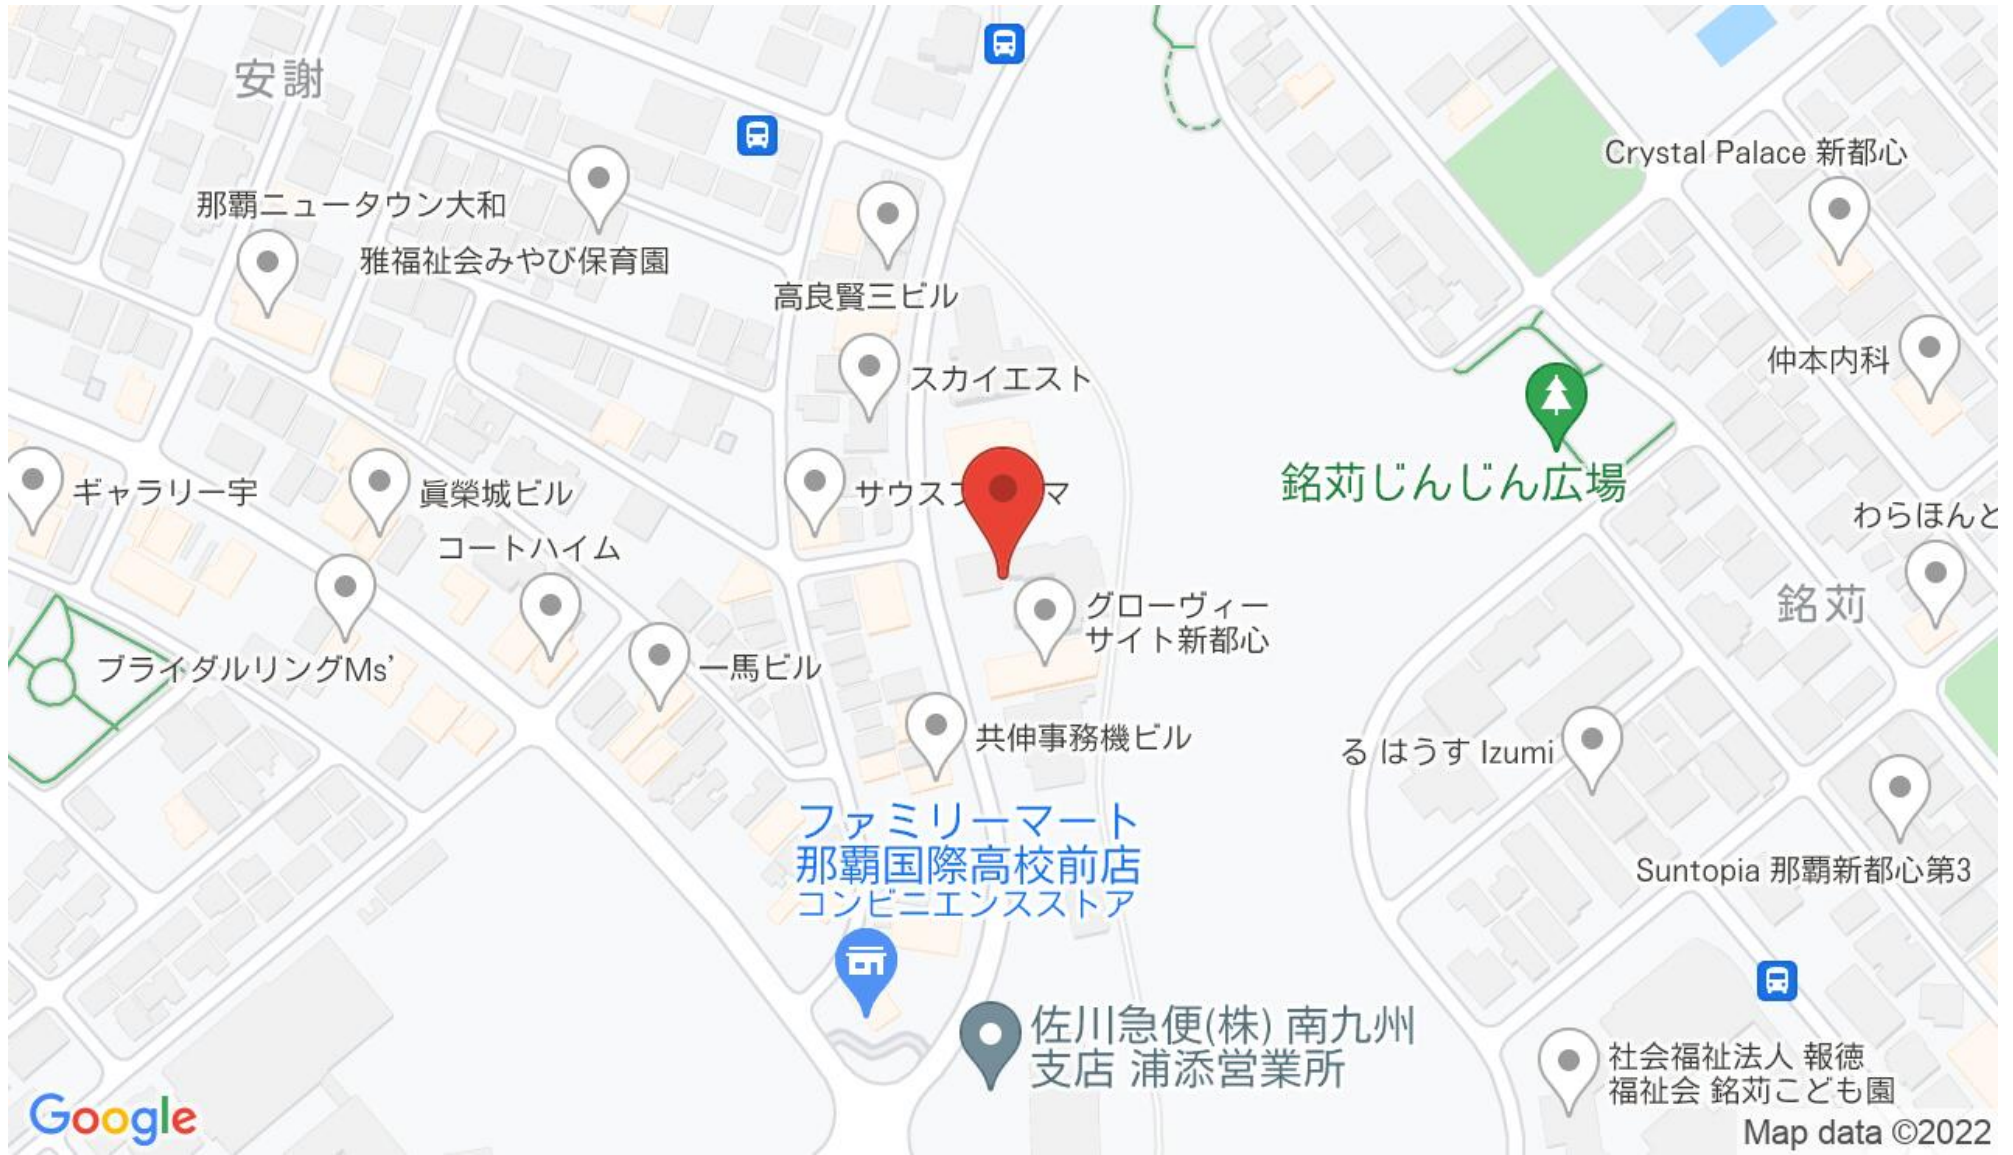 安謝
Crystal Palace 新都心
那覇ニュータウン大和
雅福祉会みやび保育園
高良賢三ビル
仲本内科
スカイエスト
ギャラリー宇
眞榮城ビル
サウス
マ
銘苅じんじん広場
わらほんと
コートハイム
グローヴィー
サイト新都心
銘苅
ブライダルリングMs'
一馬ビル
共伸事務機ビル
る はうす Izumi
ファミリーマート
那覇国際高校前店
コンビニエンスストア
Suntopia 那覇新都心第3
佐川急便(株) 南九州
支店 浦添営業所
社会福祉法人 報徳
福祉会 銘苅こども園
Google
Map data ©2022